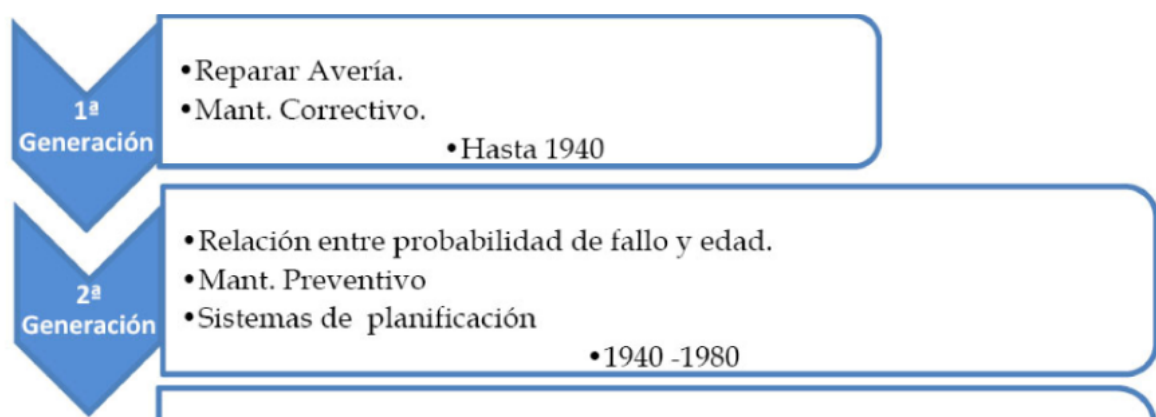 1ª
Generación
•Reparar Avería.
•Mant. Correctivo.
•Hasta 1940
2ª
Generación
•Relación entre probabilidad de fallo y edad.
•Mant. Preventivo
•Sistemas de planificación
•1940 -1980